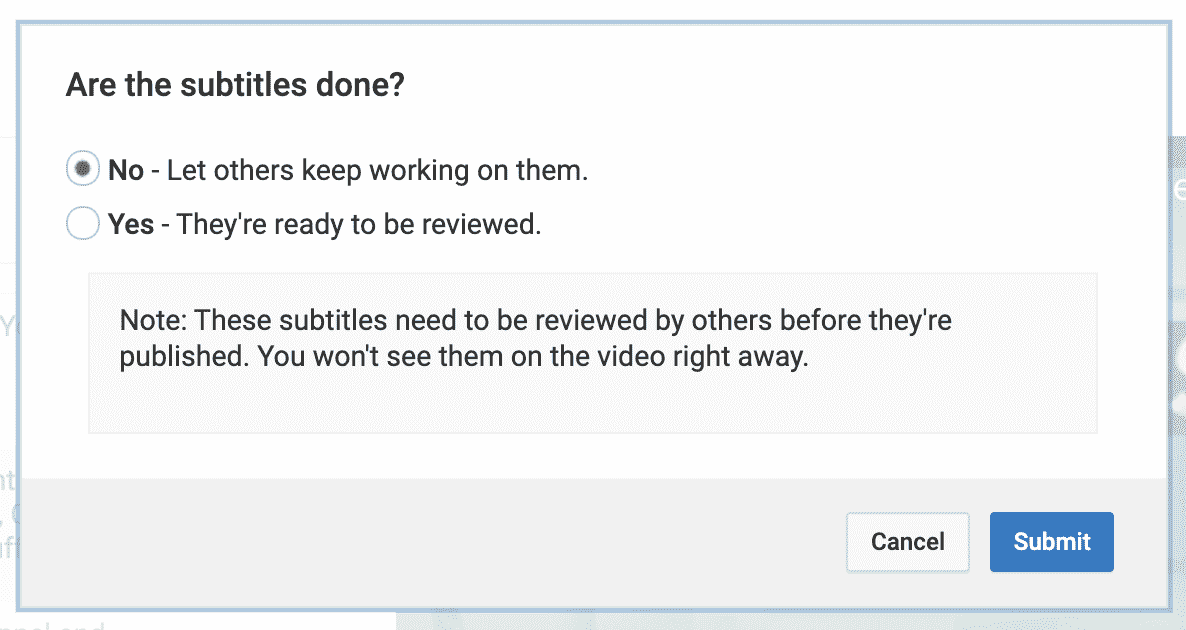 Are the subtitles done?
No - Let others keep working on them.
Yes - They're ready to be reviewed.
Note: These subtitles need to be reviewed by others before they're
published. You won't see them on the video right away.
Cancel
Submit